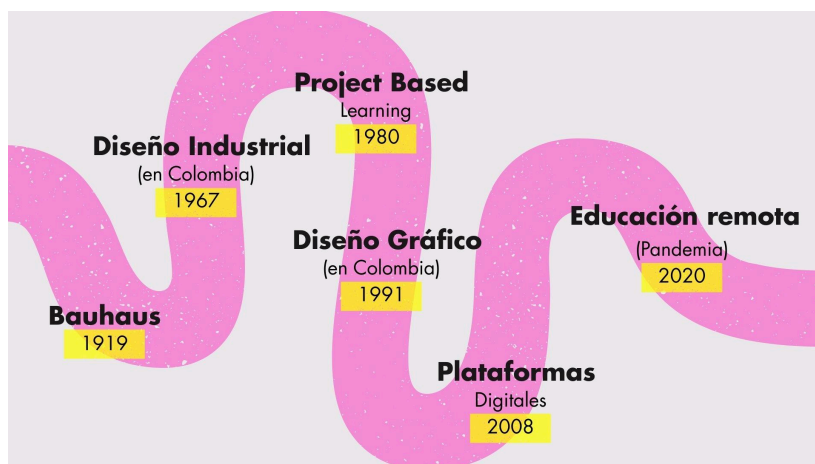 Bauhaus
1919
Diseño Industrial
(en Colombia)
1967
Project Based
Learning
1980
Diseño Gráfico
(en Colombia)
1991
Plataformas
Digitales
2008
Educación remota
(Pandemia)
2020